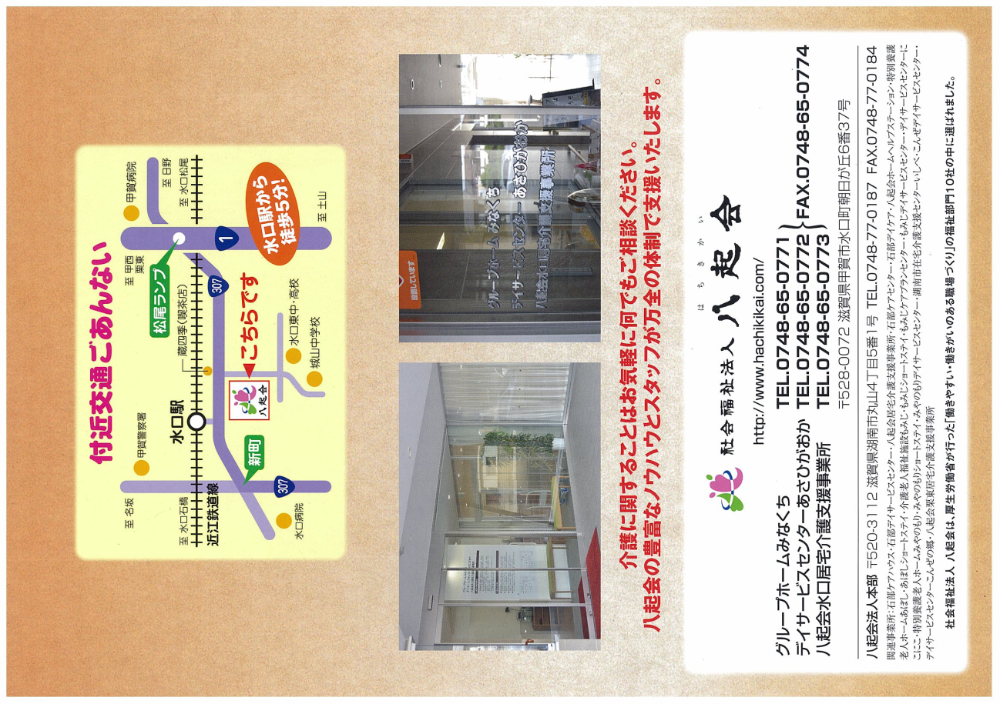 付近交通ごあんない
至 名坂
甲賀警察署
至 甲西
栗東
甲賀病院
至 日野
至 水口石橋
水口駅
蔵四季(喫茶店)
松尾ランプ
至 水口松尾
近江鉄道線
新町
307
307
1
水口病院
八起会
こちらです
水口東中・高校
城山中学校
水口駅から
徒歩5分!
至 土山
設置しています
グループホーム みなくち
デイサービスセンター あさひがおか
八起会水口居宅介護支援事業所
介護に関することはお気軽に何でもご相談ください。
八起会の豊富なノウハウとスタッフが万全の体制で支援いたします。
はちきかい
社会福祉法人 八起会
http://www.hachikikai.com/
グループホームみなくち TEL.0748-65-0771
デイサービスセンターあさひがおか TEL.0748-65-0772 FAX.0748-65-0774
八起会水口居宅介護支援事業所 TEL.0748-65-0773
〒528-0072 滋賀県甲賀市水口町朝日が丘6番37号
八起会法人本部 〒520-3112 滋賀県湖南市丸山4丁目5番1号 TEL.0748-77-0187 FAX.0748-77-0184
関連事業所:石部ケアハウス・石部デイサービスセンター・八起会居宅介護支援事業所・石部ケアセンター・石部デイケア・八起会ホームヘルプステーション・特別養護
老人ホームあぼし・あぼしショートステイ・介護老人福祉施設もみじ・もみじショートステイ・もみじケアプランセンター・もみじデイサービスセンター・デイサービスセンターに
こにこ・特別養護老人ホームみやのもり・みやのもりショートステイ・みやのもりデイサービスセンター・湖南市在宅介護支援センターいしべ・こんぜデイサービスセンター・
デイサービスセンターこんぜの郷・八起会栗東居宅介護支援事業所
社会福祉法人 八起会は、厚生労働省が行った「働きやすい・働きがいのある職場づくり」の福祉部門10社の中に選ばれました。